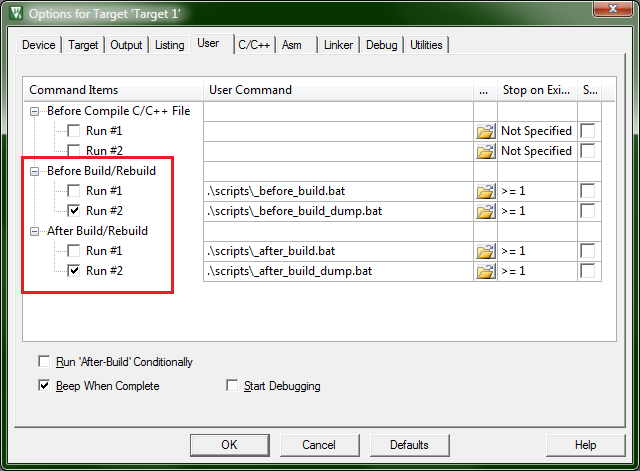 Options for Target 'Target 1'
Device Target Output Listing User C/C++ Asm Linker Debug Utilities
Command Items User Command ... Stop on Exi... S...
Before Compile C/C++ File
Run #1 Not Specified
Run #2 Not Specified
Before Build/Rebuild
Run #1 .\scripts\_before_build.bat >= 1
Run #2 .\scripts\_before_build_dump.bat >= 1
After Build/Rebuild
Run #1 .\scripts\_after_build.bat >= 1
Run #2 .\scripts\_after_build_dump.bat >= 1
Run 'After-Build' Conditionally
Beep When Complete Start Debugging
OK Cancel Defaults Help